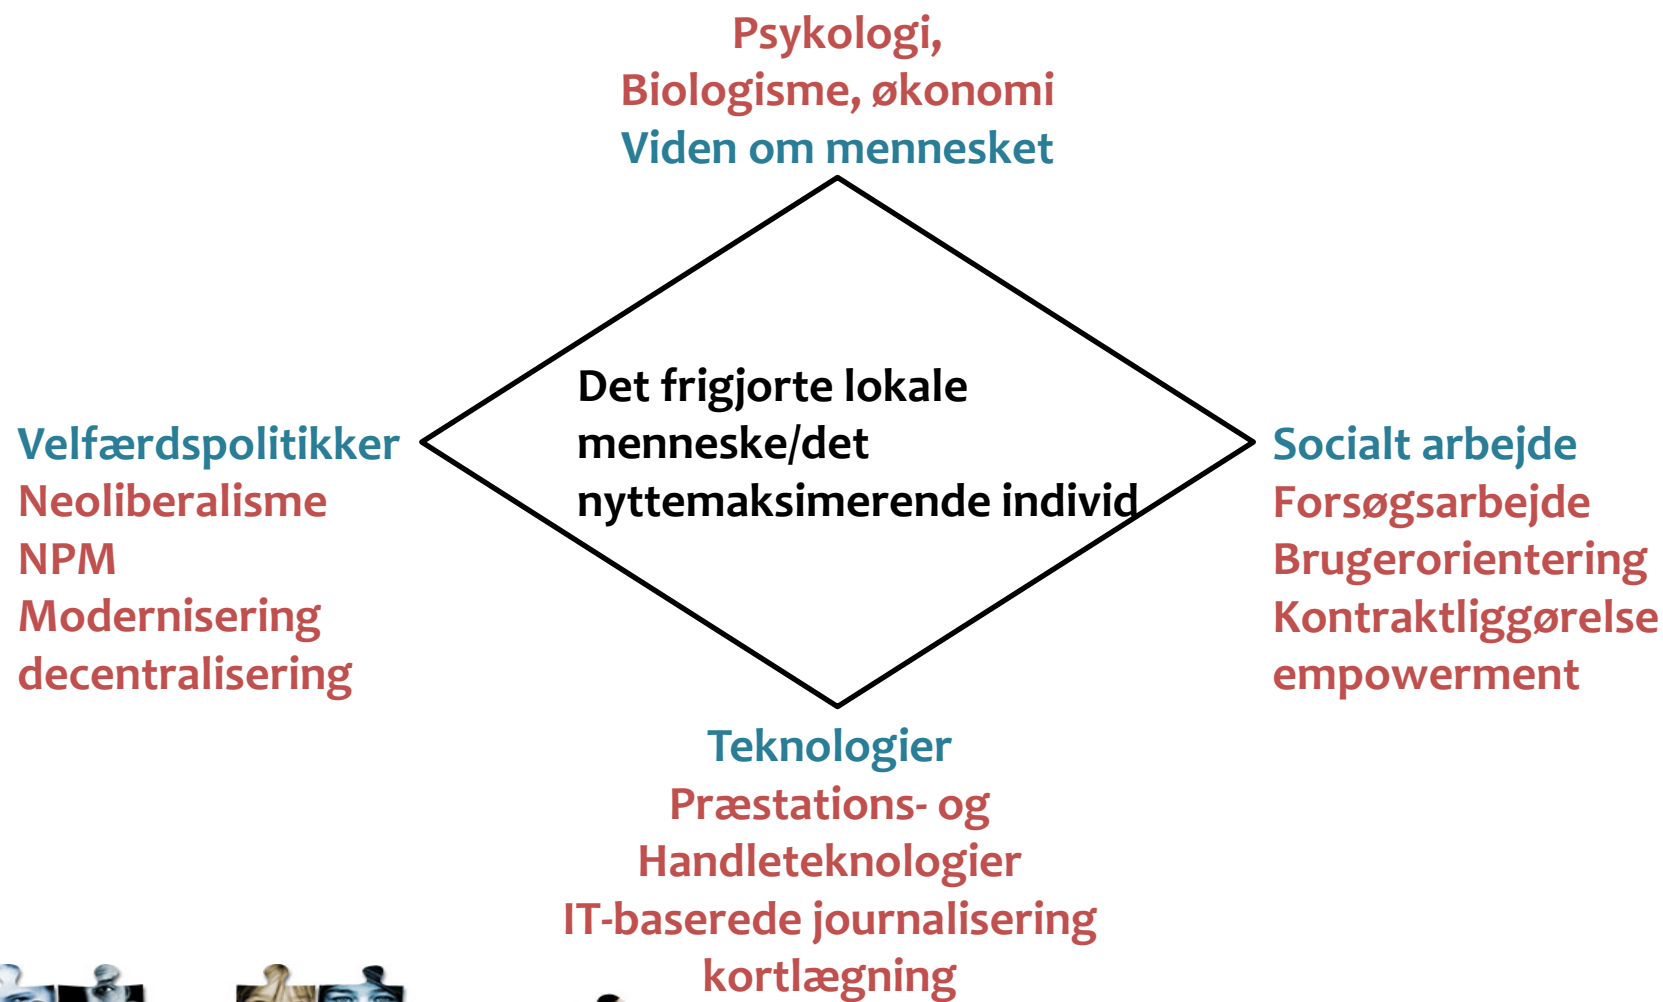 Psykologi,
Biologisme, økonomi
Viden om mennesket
Det frigjorte lokale
menneske/det
nyttemaksimerende individ
Velfærdspolitikker
Neoliberalisme
NPM
Modernisering
decentralisering
Socialt arbejde
Forsøgsarbejde
Brugerorientering
Kontraktliggørelse
empowerment
Teknologier
Præstations- og
Handleteknologier
IT-baserede journalisering
kortlægning